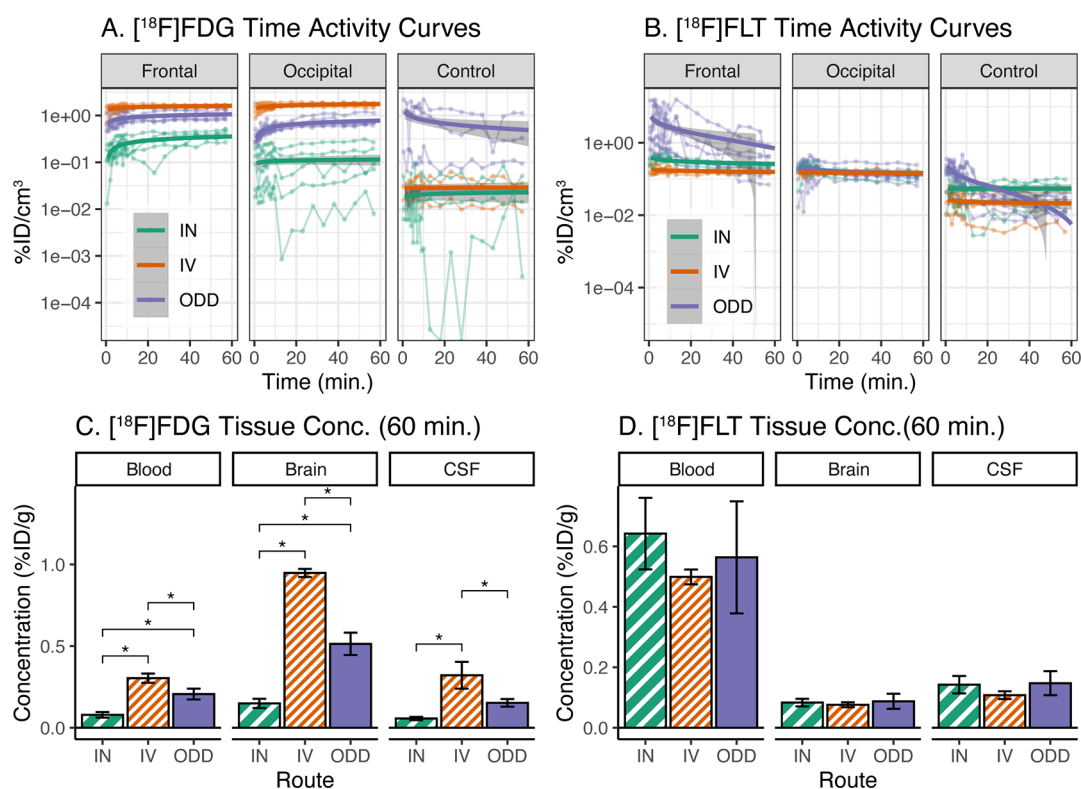 A. [¹⁸F]FDG Time Activity Curves
Frontal Occipital Control
%ID/cm³
1e+00
1e−01
1e−02
1e−03
1e−04
IN
IV
ODD
0 20 40 60 0 20 40 60 0 20 40 60
Time (min.)
B. [¹⁸F]FLT Time Activity Curves
Frontal Occipital Control
%ID/cm³
1e+00
1e−02
1e−04
IN
IV
ODD
0 20 40 60 0 20 40 60 0 20 40 60
Time (min.)
C. [¹⁸F]FDG Tissue Conc. (60 min.)
Blood Brain CSF
Concentration (%ID/g)
1.0
0.5
0.0
* * *
* * *
* *
IN IV ODD IN IV ODD IN IV ODD
Route
D. [¹⁸F]FLT Tissue Conc.(60 min.)
Blood Brain CSF
Concentration (%ID/g)
0.6
0.4
0.2
0.0
IN IV ODD IN IV ODD IN IV ODD
Route